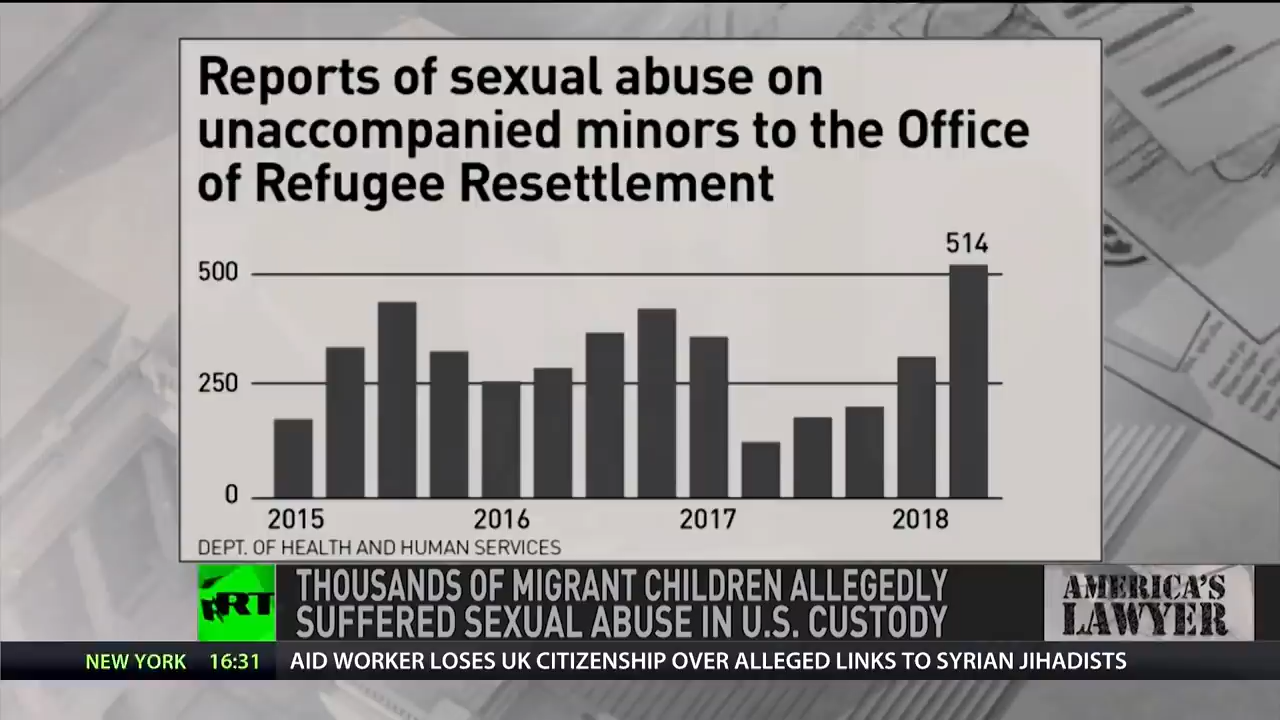 Reports of sexual abuse on
unaccompanied minors to the Office
of Refugee Resettlement
514
500
250
0
2015 2016 2017 2018
DEPT. OF HEALTH AND HUMAN SERVICES
RT
THOUSANDS OF MIGRANT CHILDREN ALLEGEDLY
SUFFERED SEXUAL ABUSE IN U.S. CUSTODY
AMERICA'S
LAWYER
NEW YORK 16:31 AID WORKER LOSES UK CITIZENSHIP OVER ALLEGED LINKS TO SYRIAN JIHADISTS